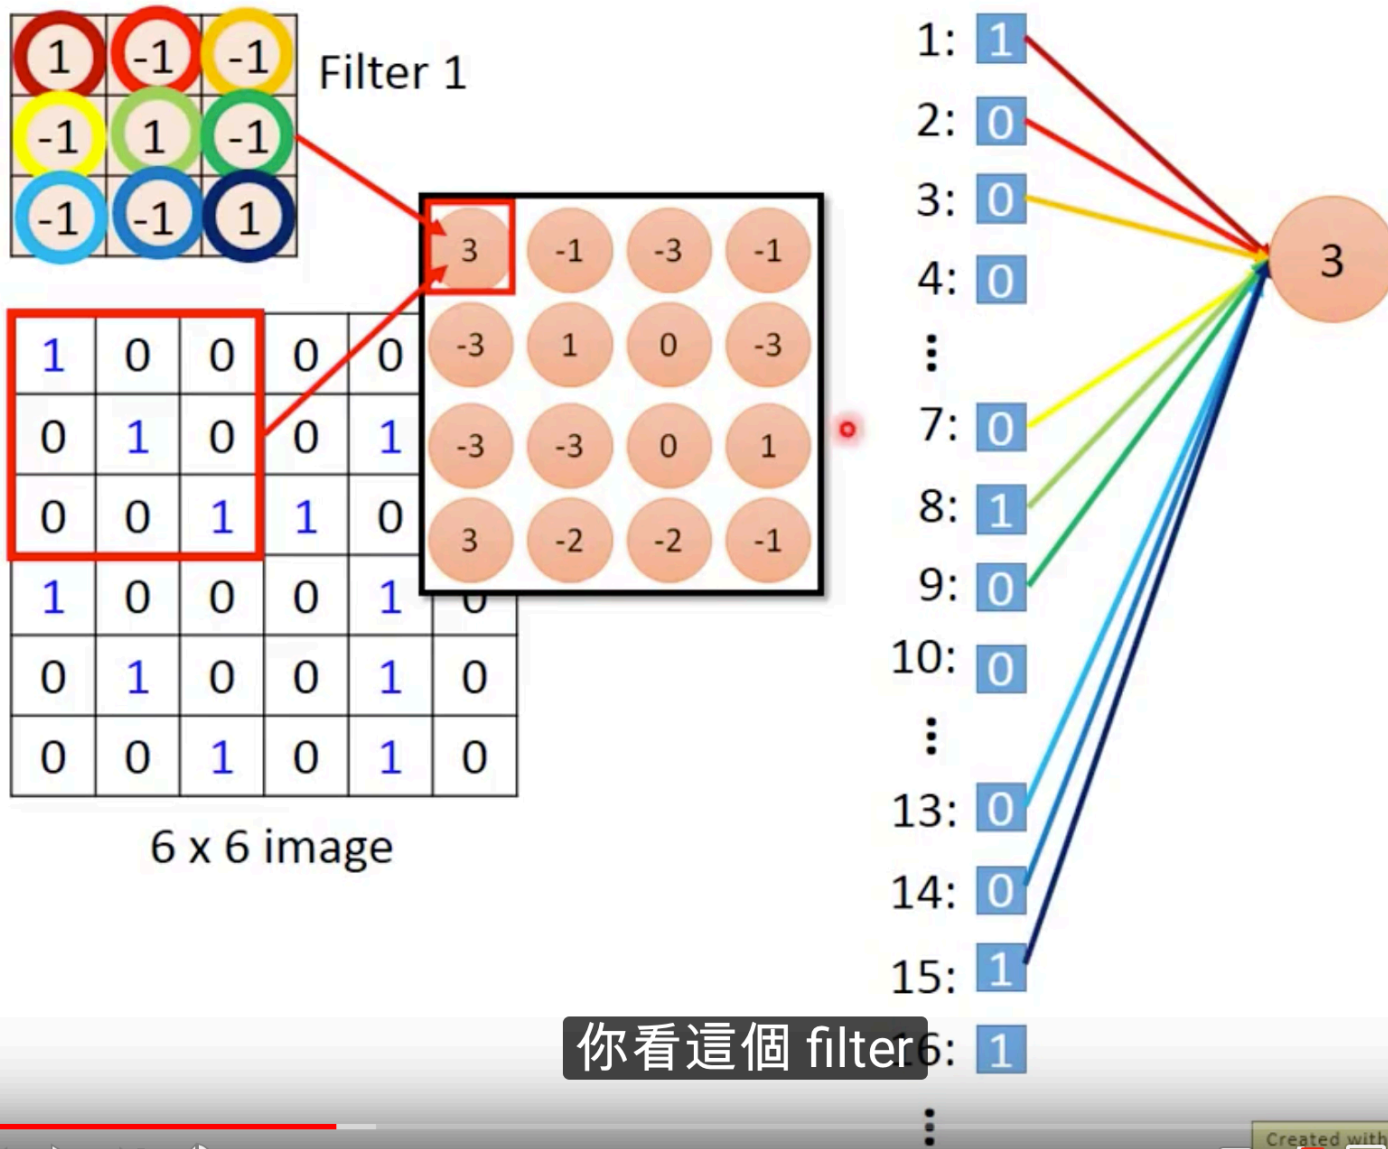 1 -1 -1
-1 1 -1
-1 -1 1
Filter 1
3 -1 -3 -1
-3 1 0 -3
-3 -3 0 1
3 -2 -2 -1
1 0 0 0 0
0 1 0 0 1
0 0 1 1 0
1 0 0 0 1 0
0 1 0 0 1 0
0 0 1 0 1 0
6 x 6 image
1: 1
2: 0
3: 0
4: 0
⋮
7: 0
8: 1
9: 0
10: 0
⋮
13: 0
14: 0
15: 1
16: 1
⋮
3
你看這個 filter
Created with